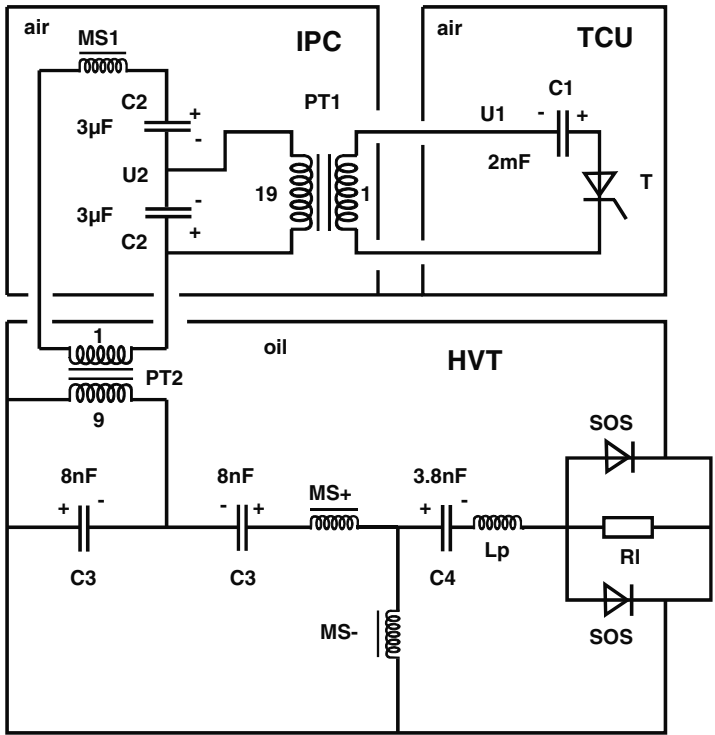 air
MS1
IPC
air
TCU
C2
3µF
+
-
PT1
C1
U1
-
+
2mF
U2
19
1
T
3µF
-
+
C2
1
PT2
9
oil
HVT
SOS
8nF
+
-
C3
8nF
-
+
C3
MS+
3.8nF
+
-
Lp
C4
Rl
MS-
SOS